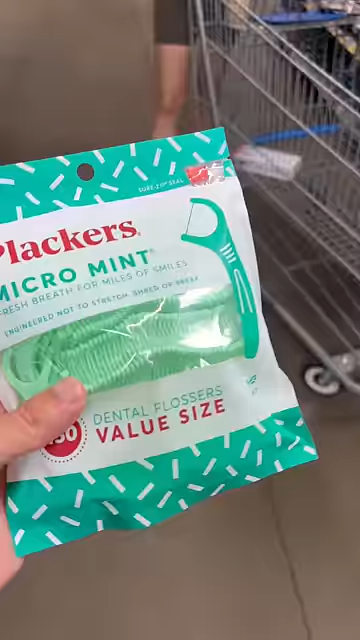 SURE-ZIP SEAL
Plackers®
MICRO MINT®
FRESH BREATH FOR MILES OF SMILES
ENGINEERED NOT TO STRETCH, SHRED OR BREAK
DENTAL FLOSSERS
VALUE SIZE